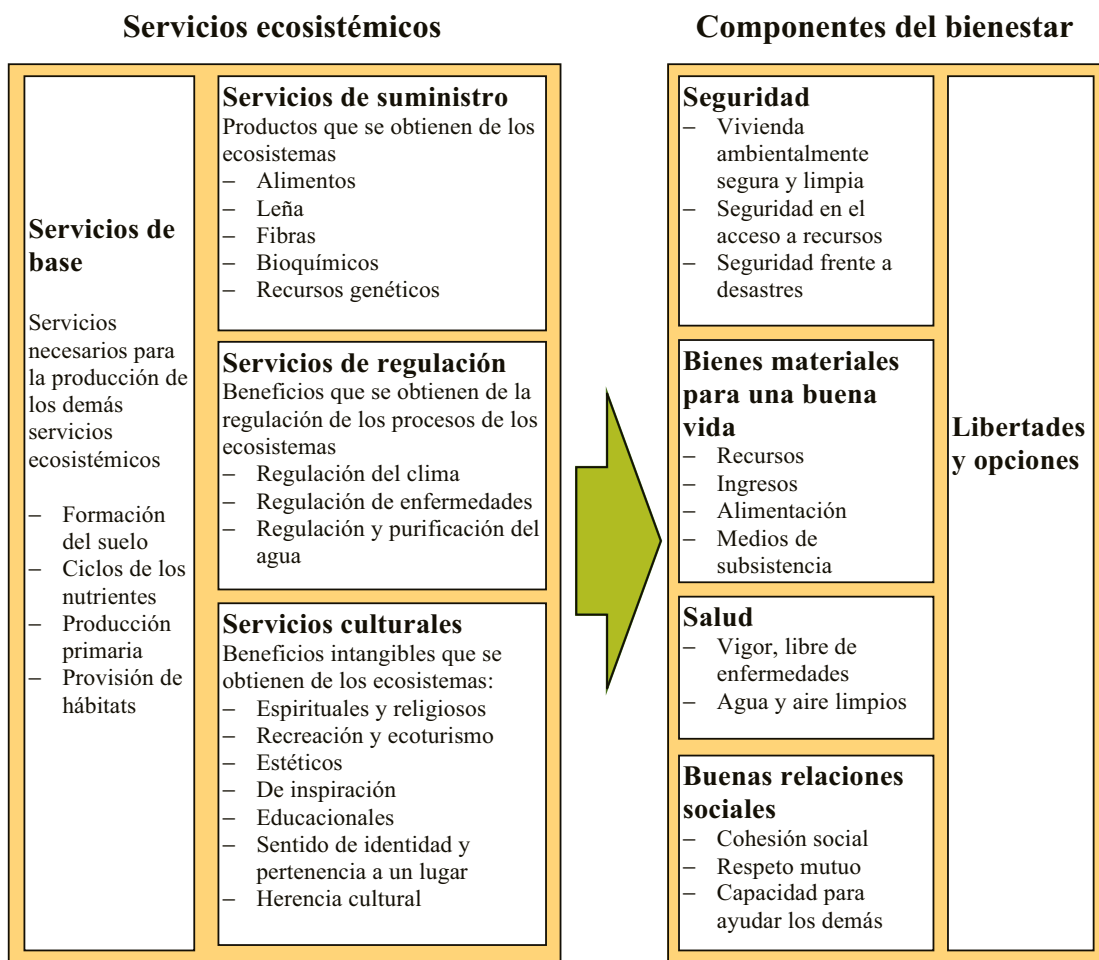 Servicios ecosistémicos
Servicios de
base
Servicios
necesarios para
la producción de
los demás
servicios
ecosistémicos
– Formación
del suelo
– Ciclos de los
nutrientes
– Producción
primaria
– Provisión de
hábitats
Servicios de suministro
Productos que se obtienen de los
ecosistemas
– Alimentos
– Leña
– Fibras
– Bioquímicos
– Recursos genéticos
Servicios de regulación
Beneficios que se obtienen de la
regulación de los procesos de los
ecosistemas
– Regulación del clima
– Regulación de enfermedades
– Regulación y purificación del
agua
Servicios culturales
Beneficios intangibles que se
obtienen de los ecosistemas:
– Espirituales y religiosos
– Recreación y ecoturismo
– Estéticos
– De inspiración
– Educacionales
– Sentido de identidad y
pertenencia a un lugar
– Herencia cultural
Componentes del bienestar
Seguridad
– Vivienda
ambientalmente
segura y limpia
– Seguridad en el
acceso a recursos
– Seguridad frente a
desastres
Bienes materiales
para una buena
vida
– Recursos
– Ingresos
– Alimentación
– Medios de
subsistencia
Salud
– Vigor, libre de
enfermedades
– Agua y aire limpios
Buenas relaciones
sociales
– Cohesión social
– Respeto mutuo
– Capacidad para
ayudar los demás
Libertades
y opciones